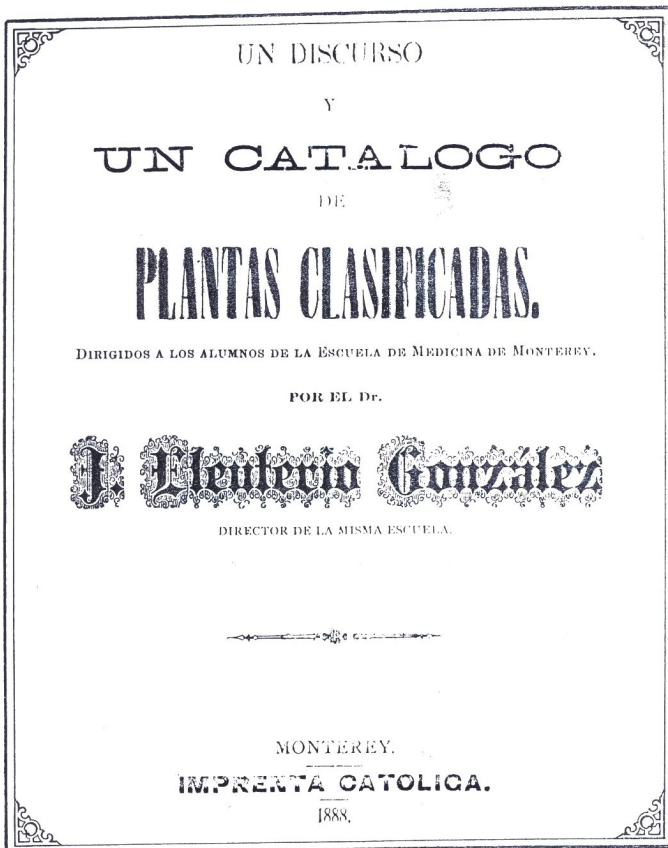 UN DISCURSO
Y
UN CATALOGO
DE
PLANTAS CLASIFICADAS.
DIRIGIDOS A LOS ALUMNOS DE LA ESCUELA DE MEDICINA DE MONTEREY.
POR EL Dr.
J. Eleuterio González
DIRECTOR DE LA MISMA ESCUELA.
MONTEREY.
IMPRENTA CATOLICA.
1888.